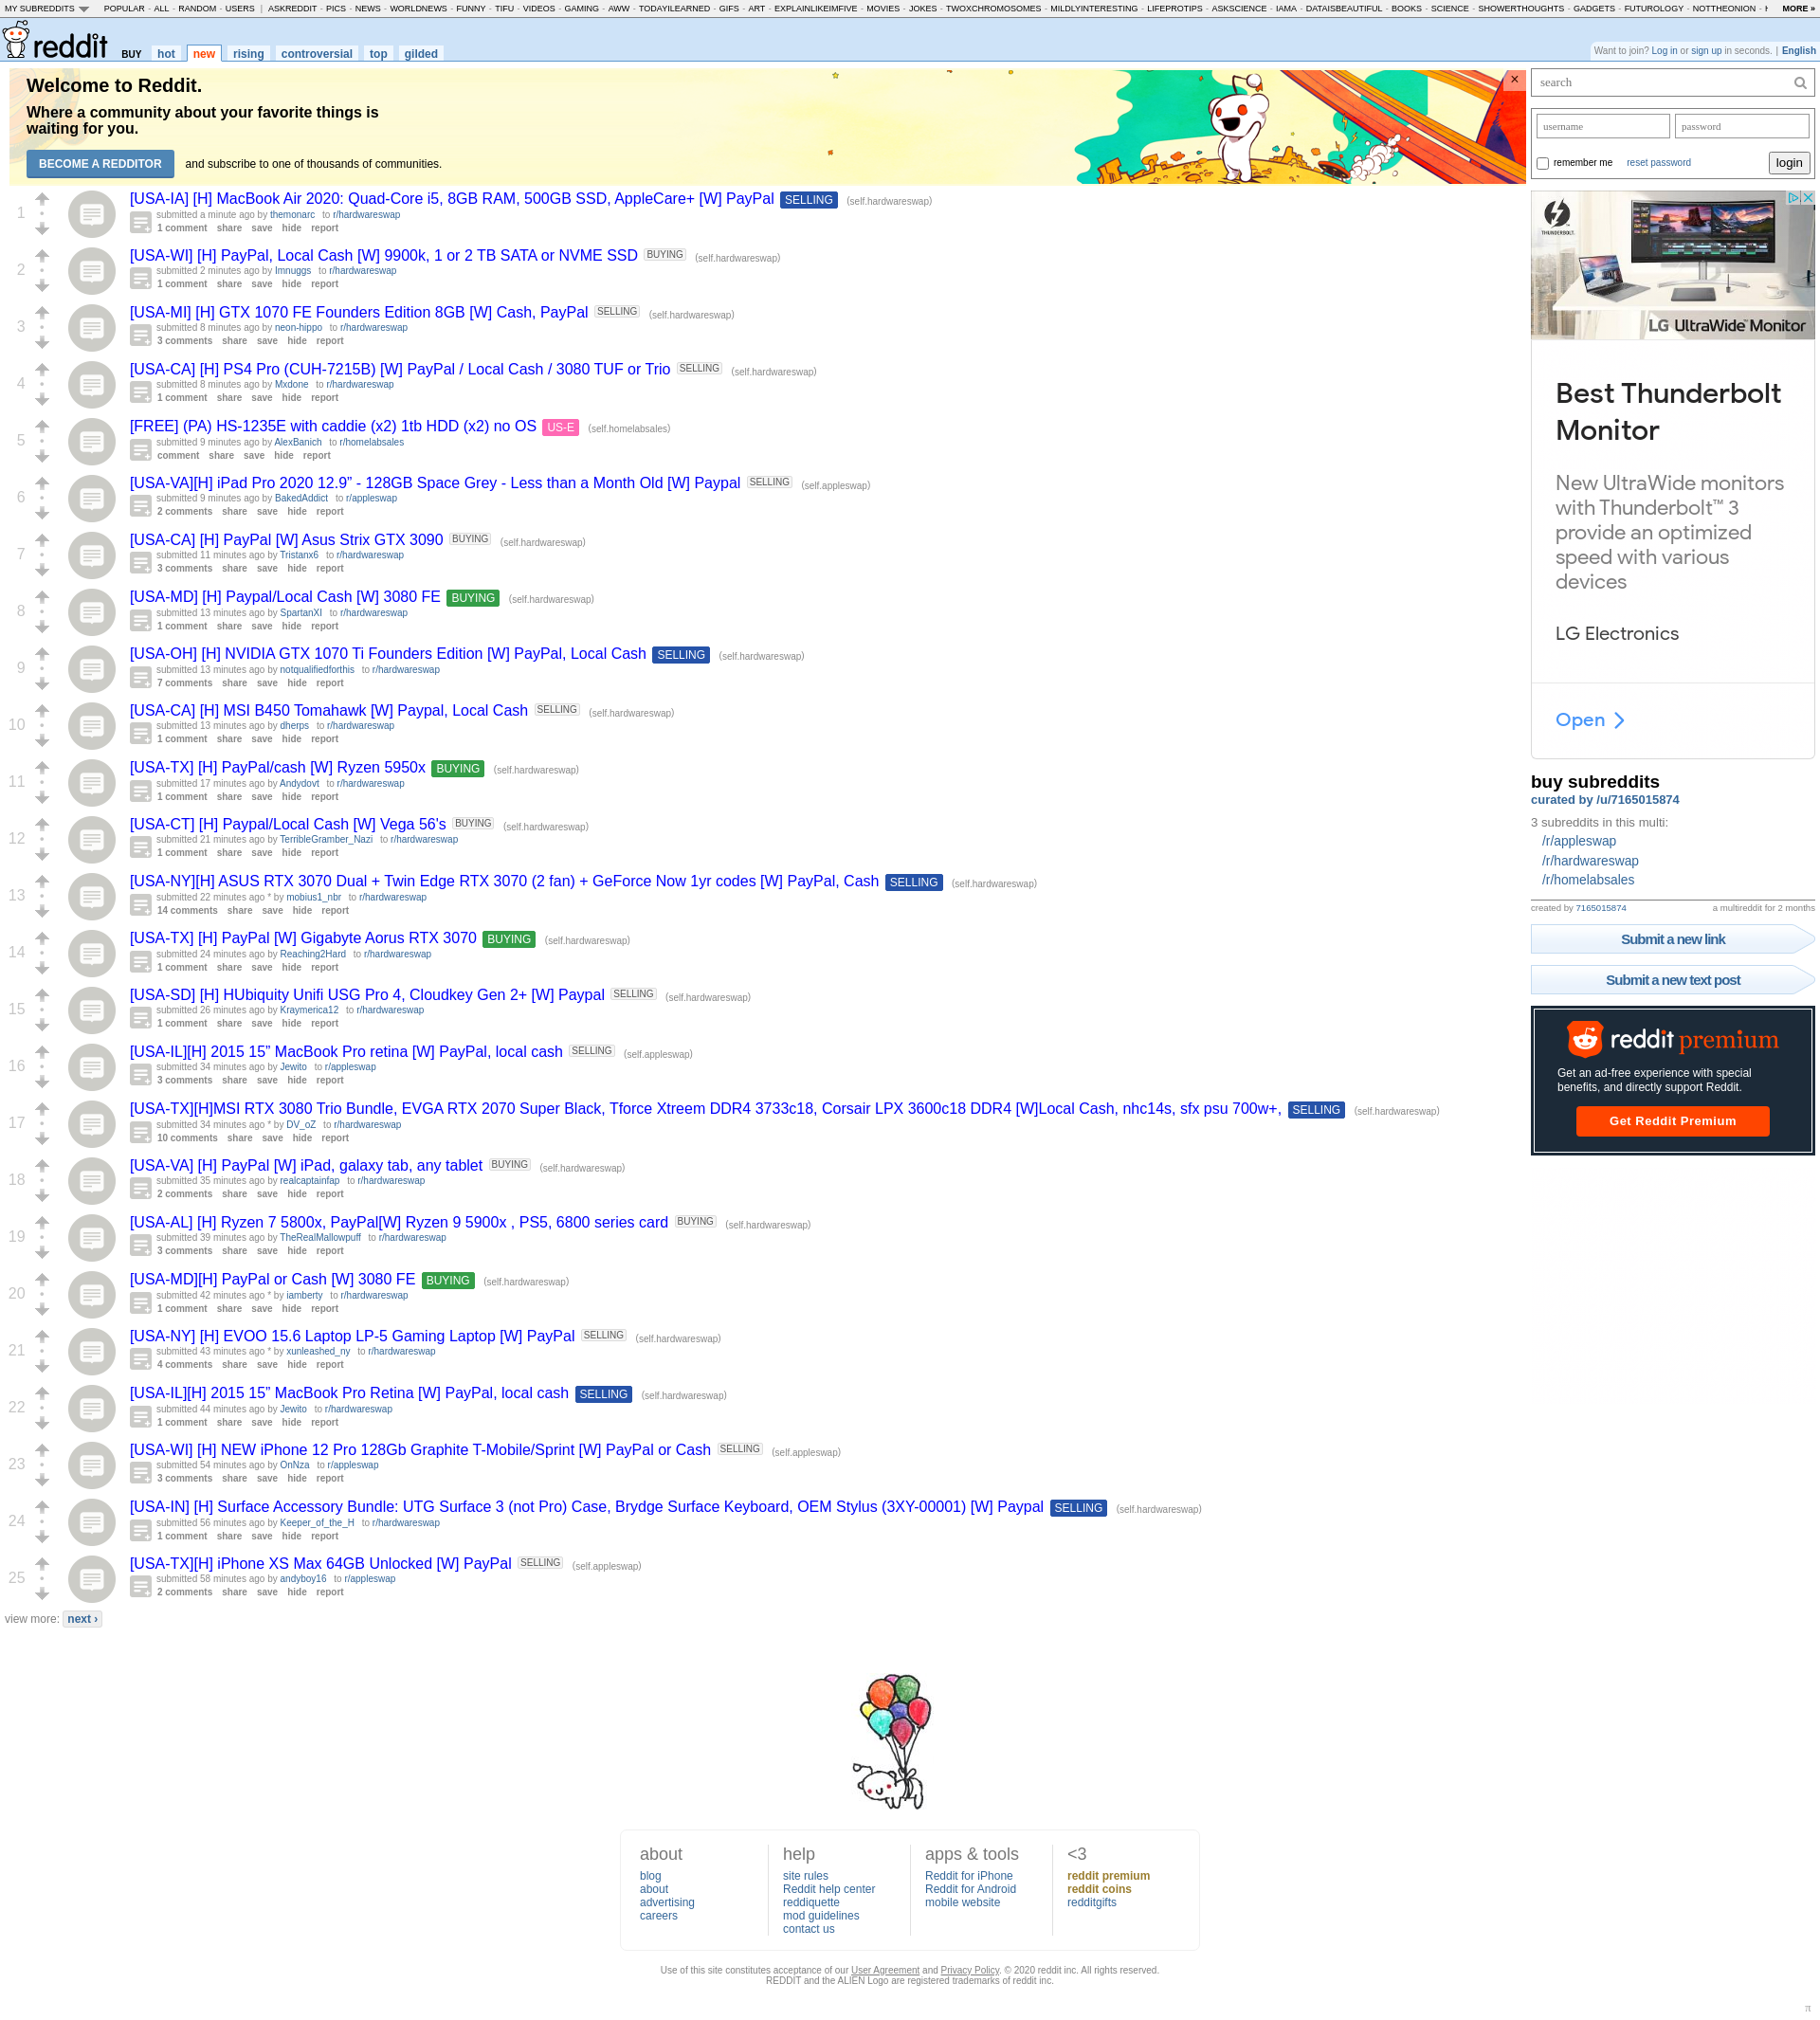 MY SUBREDDITS POPULAR - ALL - RANDOM - USERS | ASKREDDIT - PICS - NEWS - WORLDNEWS - FUNNY - TIFU - VIDEOS - GAMING - AWW - TODAYILEARNED - GIFS - ART - EXPLAINLIKEIMFIVE - MOVIES - JOKES - TWOXCHROMOSOMES - MILDLYINTERESTING - LIFEPROTIPS - ASKSCIENCE - IAMA - DATAISBEAUTIFUL - BOOKS - SCIENCE - SHOWERTHOUGHTS - GADGETS - FUTUROLOGY - NOTTHEONION - MORE »
reddit BUY hot new rising controversial top gilded
Want to join? Log in or sign up in seconds. | English
Welcome to Reddit.
Where a community about your favorite things is
waiting for you.
BECOME A REDDITOR and subscribe to one of thousands of communities.
×
1
[USA-IA] [H] MacBook Air 2020: Quad-Core i5, 8GB RAM, 500GB SSD, AppleCare+ [W] PayPal SELLING (self.hardwareswap)
submitted a minute ago by themonarc to r/hardwareswap
1 comment share save hide report
2
[USA-WI] [H] PayPal, Local Cash [W] 9900k, 1 or 2 TB SATA or NVME SSD BUYING (self.hardwareswap)
submitted 2 minutes ago by Imnuggs to r/hardwareswap
1 comment share save hide report
3
[USA-MI] [H] GTX 1070 FE Founders Edition 8GB [W] Cash, PayPal SELLING (self.hardwareswap)
submitted 8 minutes ago by neon-hippo to r/hardwareswap
3 comments share save hide report
4
[USA-CA] [H] PS4 Pro (CUH-7215B) [W] PayPal / Local Cash / 3080 TUF or Trio SELLING (self.hardwareswap)
submitted 8 minutes ago by Mxdone to r/hardwareswap
1 comment share save hide report
5
[FREE] (PA) HS-1235E with caddie (x2) 1tb HDD (x2) no OS US-E (self.homelabsales)
submitted 9 minutes ago by AlexBanich to r/homelabsales
comment share save hide report
6
[USA-VA][H] iPad Pro 2020 12.9” - 128GB Space Grey - Less than a Month Old [W] Paypal SELLING (self.appleswap)
submitted 9 minutes ago by BakedAddict to r/appleswap
2 comments share save hide report
7
[USA-CA] [H] PayPal [W] Asus Strix GTX 3090 BUYING (self.hardwareswap)
submitted 11 minutes ago by Tristanx6 to r/hardwareswap
3 comments share save hide report
8
[USA-MD] [H] Paypal/Local Cash [W] 3080 FE BUYING (self.hardwareswap)
submitted 13 minutes ago by SpartanXI to r/hardwareswap
1 comment share save hide report
9
[USA-OH] [H] NVIDIA GTX 1070 Ti Founders Edition [W] PayPal, Local Cash SELLING (self.hardwareswap)
submitted 13 minutes ago by notqualifiedforthis to r/hardwareswap
7 comments share save hide report
10
[USA-CA] [H] MSI B450 Tomahawk [W] Paypal, Local Cash SELLING (self.hardwareswap)
submitted 13 minutes ago by dherps to r/hardwareswap
1 comment share save hide report
11
[USA-TX] [H] PayPal/cash [W] Ryzen 5950x BUYING (self.hardwareswap)
submitted 17 minutes ago by Andydovt to r/hardwareswap
1 comment share save hide report
12
[USA-CT] [H] Paypal/Local Cash [W] Vega 56's BUYING (self.hardwareswap)
submitted 21 minutes ago by TerribleGramber_Nazi to r/hardwareswap
1 comment share save hide report
13
[USA-NY][H] ASUS RTX 3070 Dual + Twin Edge RTX 3070 (2 fan) + GeForce Now 1yr codes [W] PayPal, Cash SELLING (self.hardwareswap)
submitted 22 minutes ago * by mobius1_nbr to r/hardwareswap
14 comments share save hide report
14
[USA-TX] [H] PayPal [W] Gigabyte Aorus RTX 3070 BUYING (self.hardwareswap)
submitted 24 minutes ago by Reaching2Hard to r/hardwareswap
1 comment share save hide report
15
[USA-SD] [H] HUbiquity Unifi USG Pro 4, Cloudkey Gen 2+ [W] Paypal SELLING (self.hardwareswap)
submitted 26 minutes ago by Kraymerica12 to r/hardwareswap
1 comment share save hide report
16
[USA-IL][H] 2015 15” MacBook Pro retina [W] PayPal, local cash SELLING (self.appleswap)
submitted 34 minutes ago by Jewito to r/appleswap
3 comments share save hide report
17
[USA-TX][H]MSI RTX 3080 Trio Bundle, EVGA RTX 2070 Super Black, Tforce Xtreem DDR4 3733c18, Corsair LPX 3600c18 DDR4 [W]Local Cash, nhc14s, sfx psu 700w+, SELLING (self.hardwareswap)
submitted 34 minutes ago * by DV_oZ to r/hardwareswap
10 comments share save hide report
18
[USA-VA] [H] PayPal [W] iPad, galaxy tab, any tablet BUYING (self.hardwareswap)
submitted 35 minutes ago by realcaptainfap to r/hardwareswap
2 comments share save hide report
19
[USA-AL] [H] Ryzen 7 5800x, PayPal[W] Ryzen 9 5900x , PS5, 6800 series card BUYING (self.hardwareswap)
submitted 39 minutes ago by TheRealMallowpuff to r/hardwareswap
3 comments share save hide report
20
[USA-MD][H] PayPal or Cash [W] 3080 FE BUYING (self.hardwareswap)
submitted 42 minutes ago * by iamberty to r/hardwareswap
1 comment share save hide report
21
[USA-NY] [H] EVOO 15.6 Laptop LP-5 Gaming Laptop [W] PayPal SELLING (self.hardwareswap)
submitted 43 minutes ago * by xunleashed_ny to r/hardwareswap
4 comments share save hide report
22
[USA-IL][H] 2015 15” MacBook Pro Retina [W] PayPal, local cash SELLING (self.hardwareswap)
submitted 44 minutes ago by Jewito to r/hardwareswap
1 comment share save hide report
23
[USA-WI] [H] NEW iPhone 12 Pro 128Gb Graphite T-Mobile/Sprint [W] PayPal or Cash SELLING (self.appleswap)
submitted 54 minutes ago by OnNza to r/appleswap
3 comments share save hide report
24
[USA-IN] [H] Surface Accessory Bundle: UTG Surface 3 (not Pro) Case, Brydge Surface Keyboard, OEM Stylus (3XY-00001) [W] Paypal SELLING (self.hardwareswap)
submitted 56 minutes ago by Keeper_of_the_H to r/hardwareswap
1 comment share save hide report
25
[USA-TX][H] iPhone XS Max 64GB Unlocked [W] PayPal SELLING (self.appleswap)
submitted 58 minutes ago by andyboy16 to r/appleswap
2 comments share save hide report
view more: next ›
search
username password
remember me reset password login
THUNDERBOLT
LG UltraWide™ Monitor
Best Thunderbolt
Monitor
New UltraWide monitors
with Thunderbolt™ 3
provide an optimized
speed with various
devices
LG Electronics
Open
buy subreddits
curated by /u/7165015874
3 subreddits in this multi:
/r/appleswap
/r/hardwareswap
/r/homelabsales
created by 7165015874 a multireddit for 2 months
Submit a new link
Submit a new text post
reddit premium
Get an ad-free experience with special
benefits, and directly support Reddit.
Get Reddit Premium
about
blog
about
advertising
careers
help
site rules
Reddit help center
reddiquette
mod guidelines
contact us
apps & tools
Reddit for iPhone
Reddit for Android
mobile website
<3
reddit premium
reddit coins
redditgifts
Use of this site constitutes acceptance of our User Agreement and Privacy Policy. © 2020 reddit inc. All rights reserved.
REDDIT and the ALIEN Logo are registered trademarks of reddit inc.
π